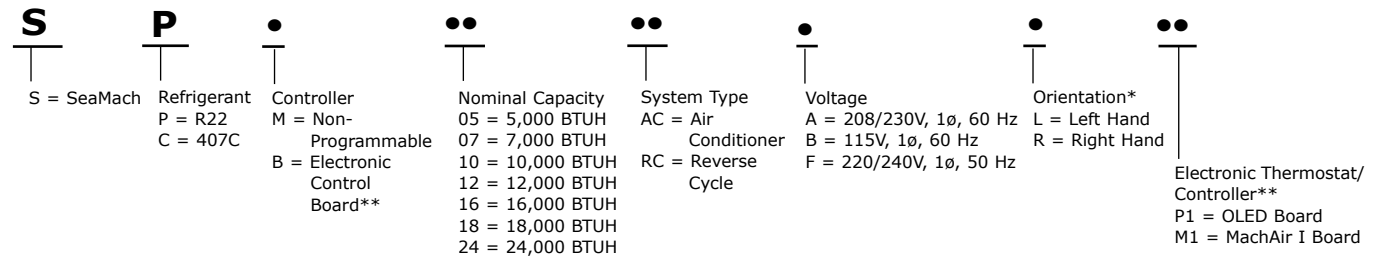 S P • •• •• • • ••
S = SeaMach
Refrigerant
P = R22
C = 407C
Controller
M = Non-
Programmable
B = Electronic
Control
Board**
Nominal Capacity
05 = 5,000 BTUH
07 = 7,000 BTUH
10 = 10,000 BTUH
12 = 12,000 BTUH
16 = 16,000 BTUH
18 = 18,000 BTUH
24 = 24,000 BTUH
System Type
AC = Air
Conditioner
RC = Reverse
Cycle
Voltage
A = 208/230V, 1ø, 60 Hz
B = 115V, 1ø, 60 Hz
F = 220/240V, 1ø, 50 Hz
Orientation*
L = Left Hand
R = Right Hand
Electronic Thermostat/
Controller**
P1 = OLED Board
M1 = MachAir I Board